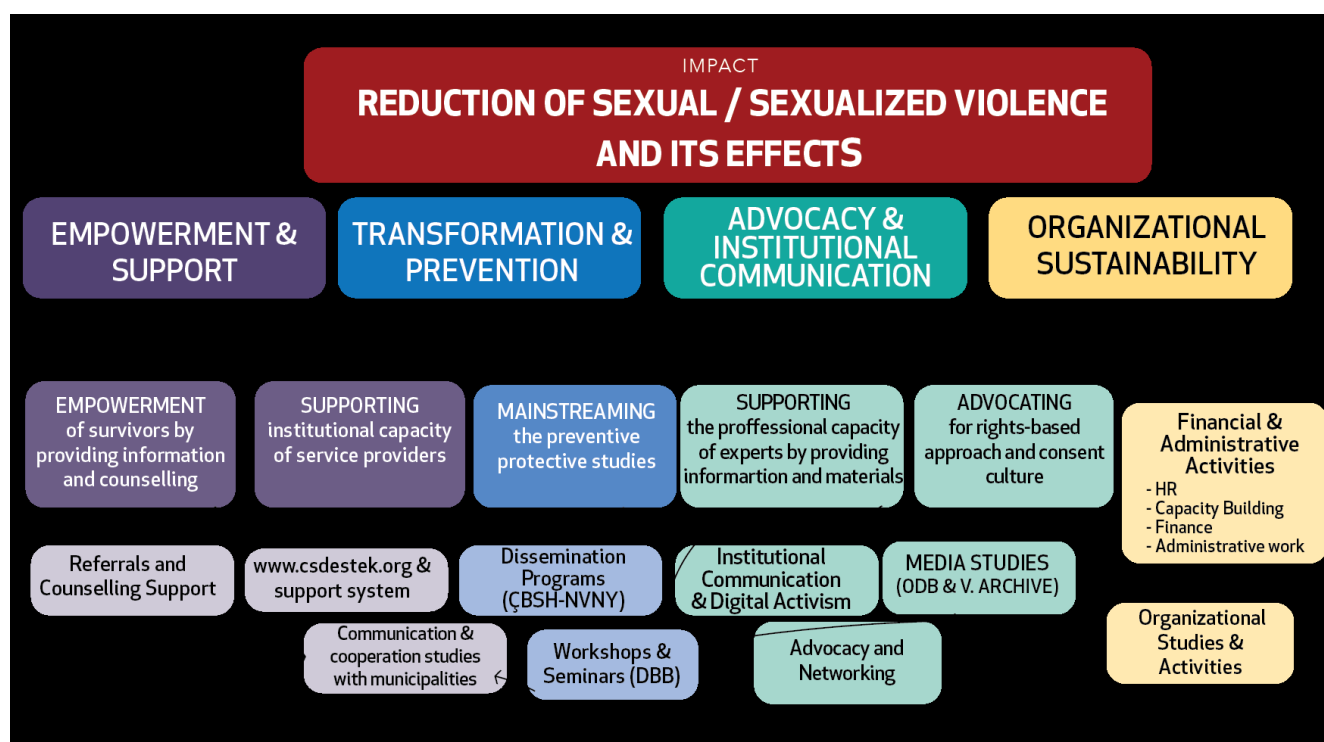 IMPACT
REDUCTION OF SEXUAL / SEXUALIZED VIOLENCE
AND ITS EFFECTS
EMPOWERMENT &
SUPPORT
TRANSFORMATION &
PREVENTION
ADVOCACY &
INSTITUTIONAL
COMMUNICATION
ORGANIZATIONAL
SUSTAINABILITY
EMPOWERMENT
of survivors by
providing information
and counselling
SUPPORTING
institutional capacity
of service providers
MAINSTREAMING
the preventive
protective studies
SUPPORTING
the proffessional capacity
of experts by providing
informartion and materials
ADVOCATING
for rights-based
approach and consent
culture
Financial &
Administrative
Activities
- HR
- Capacity Building
- Finance
- Administrative work
Referrals and
Counselling Support
www.csdestek.org &
support system
Dissemination
Programs
(ÇBSH-NVNY)
Institutional
Communication
& Digital Activism
MEDIA STUDIES
(ODB & V. ARCHIVE)
Communication &
cooperation studies
with municipalities
Workshops &
Seminars (DBB)
Advocacy and
Networking
Organizational
Studies &
Activities